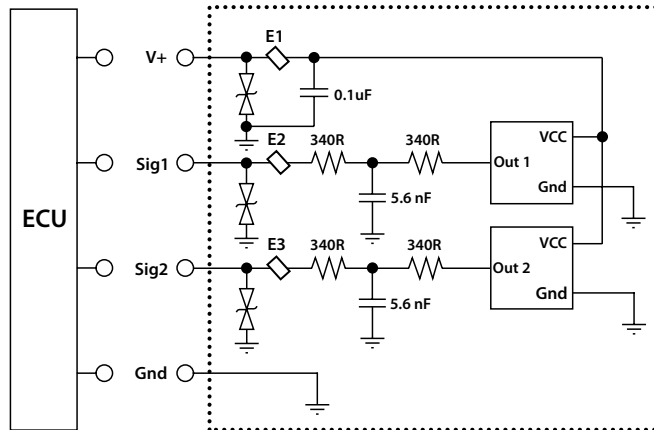 ECU
V+
E1
0.1uF
Sig1
E2
340R
340R
5.6 nF
Out 1
VCC
Gnd
Sig2
E3
340R
340R
5.6 nF
Out 2
VCC
Gnd
Gnd